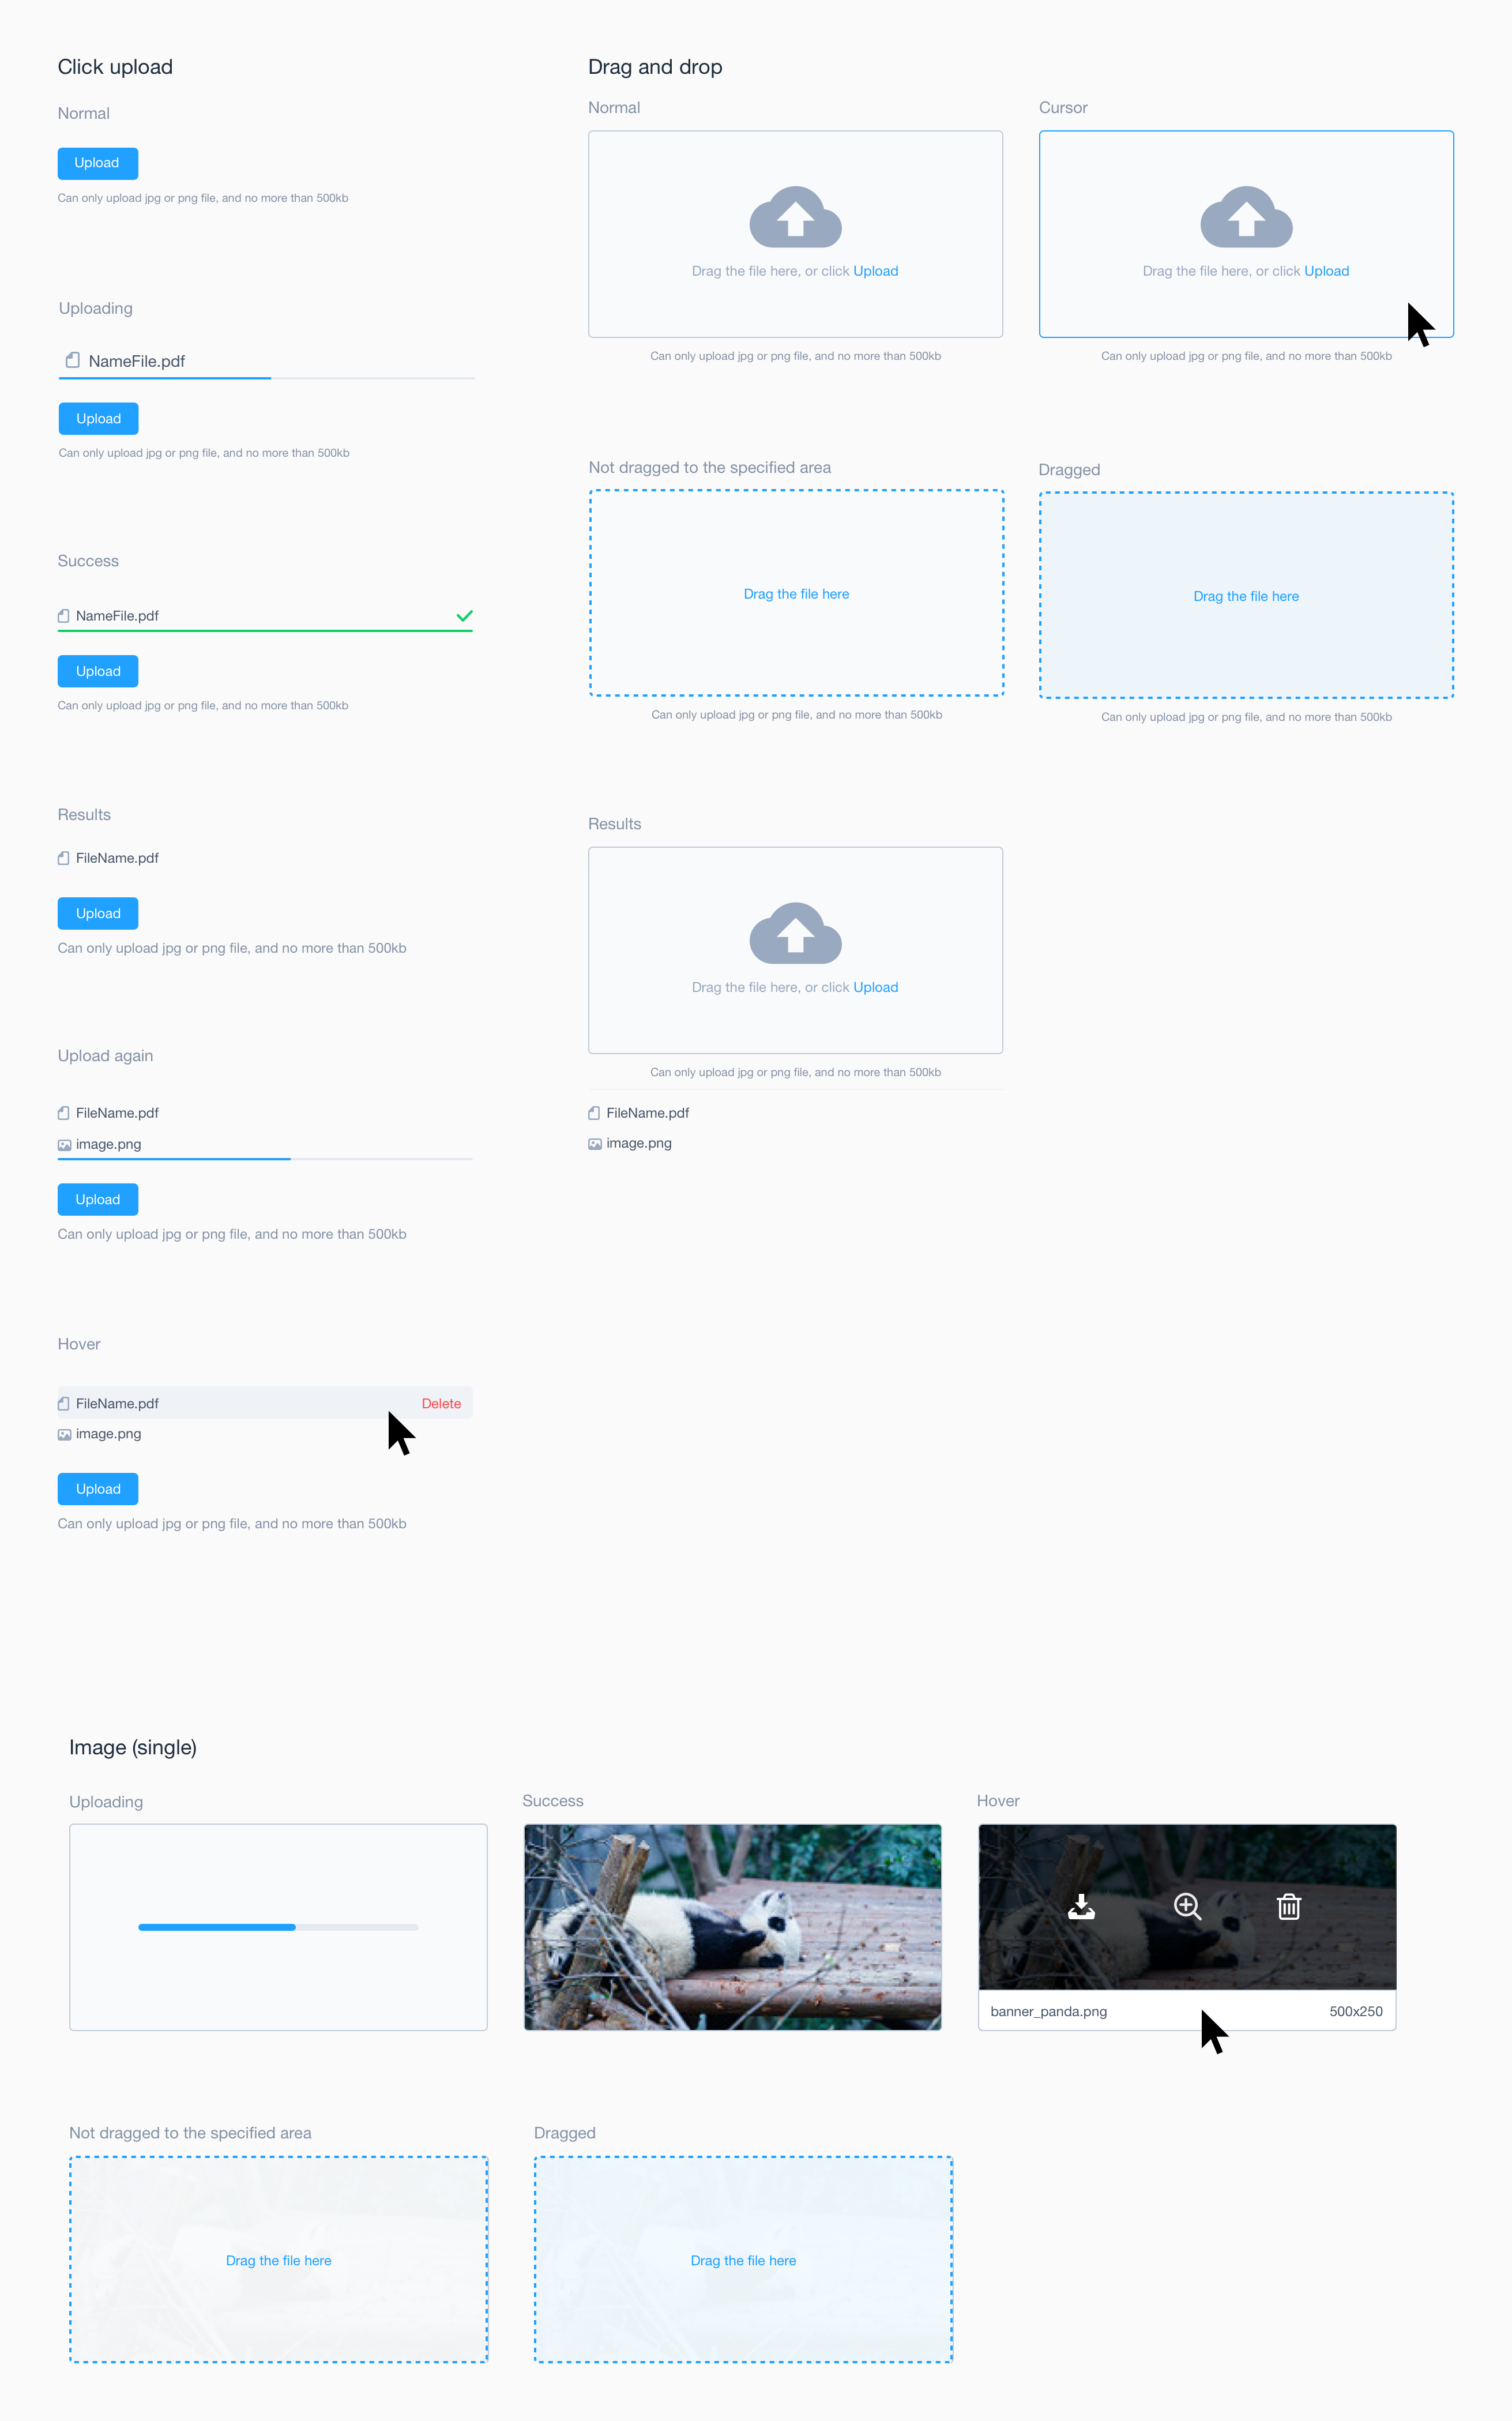 Click upload
Normal
Upload
Can only upload jpg or png file, and no more than 500kb
Uploading
NameFile.pdf
Upload
Can only upload jpg or png file, and no more than 500kb
Success
NameFile.pdf
Upload
Can only upload jpg or png file, and no more than 500kb
Results
FileName.pdf
Upload
Can only upload jpg or png file, and no more than 500kb
Upload again
FileName.pdf
image.png
Upload
Can only upload jpg or png file, and no more than 500kb
Hover
FileName.pdf Delete
image.png
Upload
Can only upload jpg or png file, and no more than 500kb
Drag and drop
Normal
Drag the file here, or click Upload
Can only upload jpg or png file, and no more than 500kb
Cursor
Drag the file here, or click Upload
Can only upload jpg or png file, and no more than 500kb
Not dragged to the specified area
Drag the file here
Can only upload jpg or png file, and no more than 500kb
Dragged
Drag the file here
Can only upload jpg or png file, and no more than 500kb
Results
Drag the file here, or click Upload
Can only upload jpg or png file, and no more than 500kb
FileName.pdf
image.png
Image (single)
Uploading
Success
Hover
banner_panda.png 500x250
Not dragged to the specified area
Drag the file here
Dragged
Drag the file here